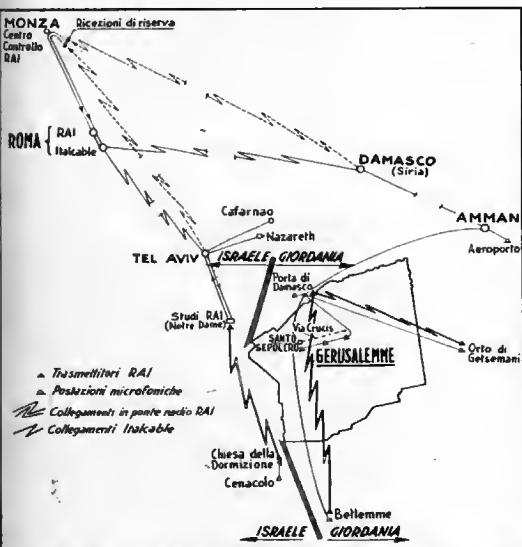 MONZA
Centro
Controllo
RAI
Ricezioni di riserva
ROMA { RAI
Italcable
DAMASCO
(Siria)
AMMAN
Aeroporto
Cafarnao
Nazareth
TEL AVIV
ISRAELE GIORDANIA
Porta di
Damasco
Studi RAI
(Notre Dame)
Via Crucis
SANTO
SEPOLCRO
GERUSALEMME
Orto di
Getsemani
Trasmettitori RAI
Postazioni microfoniche
Collegamenti in ponte radio RAI
Collegamenti Italcable
Chiesa della
Dormizione
Cenacolo
Betlemme
ISRAELE GIORDANIA